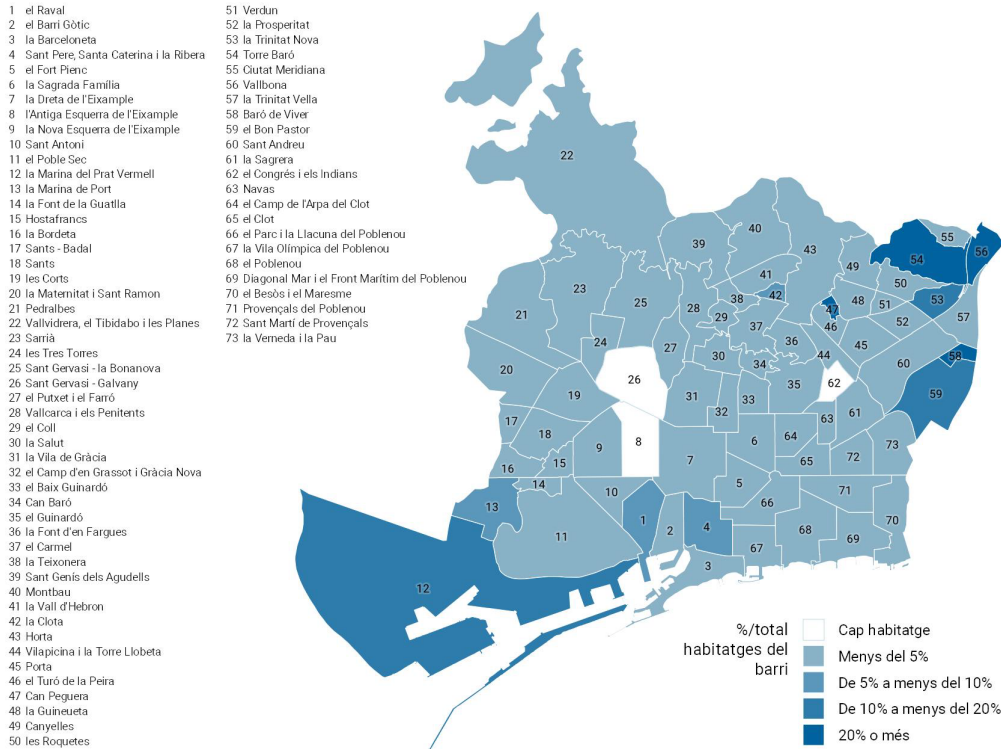 1 el Raval
2 el Barri Gòtic
3 la Barceloneta
4 Sant Pere, Santa Caterina i la Ribera
5 el Fort Pienc
6 la Sagrada Família
7 la Dreta de l'Eixample
8 l'Antiga Esquerra de l'Eixample
9 la Nova Esquerra de l'Eixample
10 Sant Antoni
11 el Poble Sec
12 la Marina del Prat Vermell
13 la Marina de Port
14 la Font de la Guatlla
15 Hostafrancs
16 la Bordeta
17 Sants - Badal
18 Sants
19 les Corts
20 la Maternitat i Sant Ramon
21 Pedralbes
22 Vallvidrera, el Tibidabo i les Planes
23 Sarrià
24 les Tres Torres
25 Sant Gervasi - la Bonanova
26 Sant Gervasi - Galvany
27 el Putxet i el Farró
28 Vallcarca i els Penitents
29 el Coll
30 la Salut
31 la Vila de Gràcia
32 el Camp d'en Grassot i Gràcia Nova
33 el Baix Guinardó
34 Can Baró
35 el Guinardó
36 la Font d'en Fargues
37 el Carmel
38 la Teixonera
39 Sant Genís dels Agudells
40 Montbau
41 la Vall d'Hebron
42 la Clota
43 Horta
44 Vilapicina i la Torre Llobeta
45 Porta
46 el Turó de la Peira
47 Can Peguera
48 la Guineueta
49 Canyelles
50 les Roquetes
51 Verdun
52 la Prosperitat
53 la Trinitat Nova
54 Torre Baró
55 Ciutat Meridiana
56 Vallbona
57 la Trinitat Vella
58 Baró de Viver
59 el Bon Pastor
60 Sant Andreu
61 la Sagrera
62 el Congrés i els Indians
63 Navas
64 el Camp de l'Arpa del Clot
65 el Clot
66 el Parc i la Llacuna del Poblenou
67 la Vila Olímpica del Poblenou
68 el Poblenou
69 Diagonal Mar i el Front Marítim del Poblenou
70 el Besòs i el Maresme
71 Provençals del Poblenou
72 Sant Martí de Provençals
73 la Verneda i la Pau
22
55
56
40
39
43
54
49
41
50
23
42
53
25
28
38
48
51
21
29
47
57
52
37
46
24
36
45
27
30
44
58
20
34
60
26
35
62
59
19
31
33
32
61
17
63
18
64
8
6
73
9
72
15
7
65
16
14
5
71
10
66
13
1
70
4
2
68
11
69
67
3
12
%/total
habitatges del
barri
Cap habitatge
Menys del 5%
De 5% a menys del 10%
De 10% a menys del 20%
20% o més